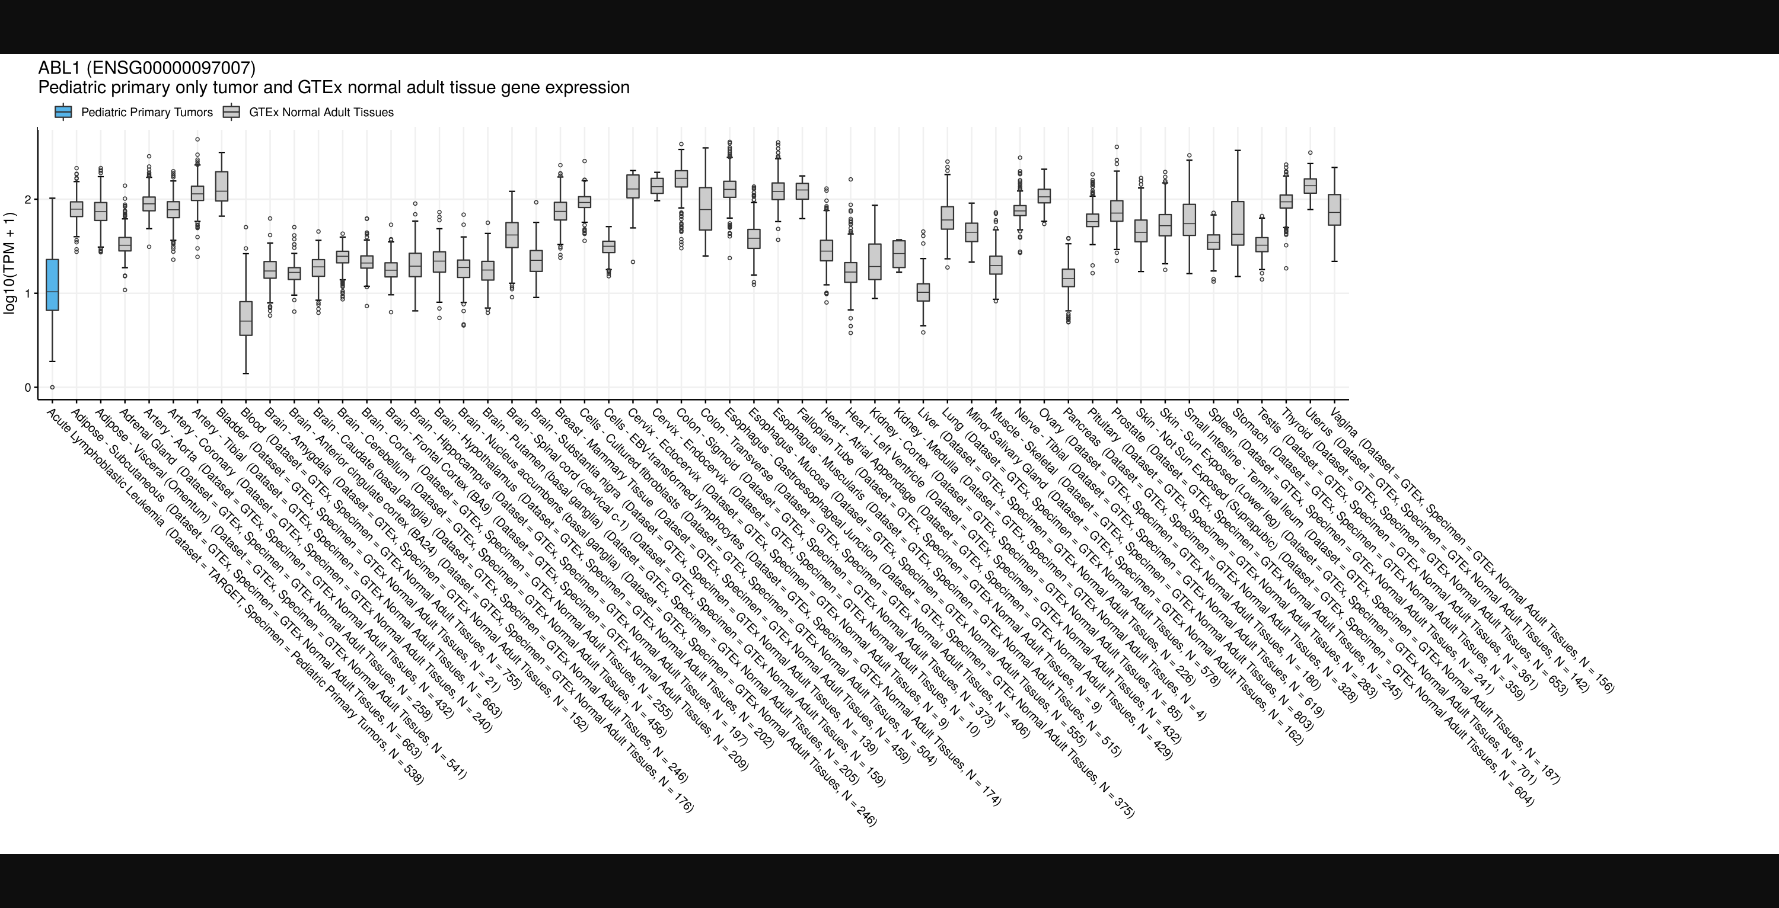 ABL1 (ENSG00000097007)
Pediatric primary only tumor and GTEx normal adult tissue gene expression
Pediatric Primary Tumors
GTEx Normal Adult Tissues
log10(TPM + 1)
2
1
0
Acute Lymphoblastic Leukemia (Dataset = TARGET, Specimen = Pediatric Primary Tumors, N = 538)
Adipose - Subcutaneous (Dataset = GTEx, Specimen = GTEx Normal Adult Tissues, N = 663)
Adipose - Visceral (Omentum) (Dataset = GTEx, Specimen = GTEx Normal Adult Tissues, N = 541)
Adrenal Gland (Dataset = GTEx, Specimen = GTEx Normal Adult Tissues, N = 258)
Artery - Aorta (Dataset = GTEx, Specimen = GTEx Normal Adult Tissues, N = 432)
Artery - Coronary (Dataset = GTEx, Specimen = GTEx Normal Adult Tissues, N = 240)
Artery - Tibial (Dataset = GTEx, Specimen = GTEx Normal Adult Tissues, N = 663)
Bladder (Dataset = GTEx, Specimen = GTEx Normal Adult Tissues, N = 21)
Blood (Dataset = GTEx, Specimen = GTEx Normal Adult Tissues, N = 755)
Brain - Amygdala (Dataset = GTEx, Specimen = GTEx Normal Adult Tissues, N = 152)
Brain - Anterior cingulate cortex (BA24) (Dataset = GTEx, Specimen = GTEx Normal Adult Tissues, N = 176)
Brain - Caudate (basal ganglia) (Dataset = GTEx, Specimen = GTEx Normal Adult Tissues, N = 246)
Brain - Cerebellum (Dataset = GTEx, Specimen = GTEx Normal Adult Tissues, N = 456)
Brain - Cortex (Dataset = GTEx, Specimen = GTEx Normal Adult Tissues, N = 255)
Brain - Frontal Cortex (BA9) (Dataset = GTEx, Specimen = GTEx Normal Adult Tissues, N = 209)
Brain - Hippocampus (Dataset = GTEx, Specimen = GTEx Normal Adult Tissues, N = 197)
Brain - Hypothalamus (Dataset = GTEx, Specimen = GTEx Normal Adult Tissues, N = 202)
Brain - Nucleus accumbens (basal ganglia) (Dataset = GTEx, Specimen = GTEx Normal Adult Tissues, N = 246)
Brain - Putamen (basal ganglia) (Dataset = GTEx, Specimen = GTEx Normal Adult Tissues, N = 205)
Brain - Spinal cord (cervical c-1) (Dataset = GTEx, Specimen = GTEx Normal Adult Tissues, N = 159)
Brain - Substantia nigra (Dataset = GTEx, Specimen = GTEx Normal Adult Tissues, N = 139)
Breast - Mammary Tissue (Dataset = GTEx, Specimen = GTEx Normal Adult Tissues, N = 459)
Cells - Cultured fibroblasts (Dataset = GTEx, Specimen = GTEx Normal Adult Tissues, N = 504)
Cells - EBV-transformed lymphocytes (Dataset = GTEx, Specimen = GTEx Normal Adult Tissues, N = 174)
Cervix - Ectocervix (Dataset = GTEx, Specimen = GTEx Normal Adult Tissues, N = 9)
Cervix - Endocervix (Dataset = GTEx, Specimen = GTEx Normal Adult Tissues, N = 10)
Colon - Sigmoid (Dataset = GTEx, Specimen = GTEx Normal Adult Tissues, N = 373)
Colon - Transverse (Dataset = GTEx, Specimen = GTEx Normal Adult Tissues, N = 406)
Esophagus - Gastroesophageal Junction (Dataset = GTEx, Specimen = GTEx Normal Adult Tissues, N = 375)
Esophagus - Mucosa (Dataset = GTEx, Specimen = GTEx Normal Adult Tissues, N = 555)
Esophagus - Muscularis (Dataset = GTEx, Specimen = GTEx Normal Adult Tissues, N = 515)
Fallopian Tube (Dataset = GTEx, Specimen = GTEx Normal Adult Tissues, N = 9)
Heart - Atrial Appendage (Dataset = GTEx, Specimen = GTEx Normal Adult Tissues, N = 429)
Heart - Left Ventricle (Dataset = GTEx, Specimen = GTEx Normal Adult Tissues, N = 432)
Kidney - Cortex (Dataset = GTEx, Specimen = GTEx Normal Adult Tissues, N = 85)
Kidney - Medulla (Dataset = GTEx, Specimen = GTEx Normal Adult Tissues, N = 4)
Liver (Dataset = GTEx, Specimen = GTEx Normal Adult Tissues, N = 226)
Lung (Dataset = GTEx, Specimen = GTEx Normal Adult Tissues, N = 578)
Minor Salivary Gland (Dataset = GTEx, Specimen = GTEx Normal Adult Tissues, N = 162)
Muscle - Skeletal (Dataset = GTEx, Specimen = GTEx Normal Adult Tissues, N = 803)
Nerve - Tibial (Dataset = GTEx, Specimen = GTEx Normal Adult Tissues, N = 619)
Ovary (Dataset = GTEx, Specimen = GTEx Normal Adult Tissues, N = 180)
Pancreas (Dataset = GTEx, Specimen = GTEx Normal Adult Tissues, N = 328)
Pituitary (Dataset = GTEx, Specimen = GTEx Normal Adult Tissues, N = 283)
Prostate (Dataset = GTEx, Specimen = GTEx Normal Adult Tissues, N = 245)
Skin - Not Sun Exposed (Suprapubic) (Dataset = GTEx, Specimen = GTEx Normal Adult Tissues, N = 604)
Skin - Sun Exposed (Lower leg) (Dataset = GTEx, Specimen = GTEx Normal Adult Tissues, N = 701)
Small Intestine - Terminal Ileum (Dataset = GTEx, Specimen = GTEx Normal Adult Tissues, N = 187)
Spleen (Dataset = GTEx, Specimen = GTEx Normal Adult Tissues, N = 241)
Stomach (Dataset = GTEx, Specimen = GTEx Normal Adult Tissues, N = 359)
Testis (Dataset = GTEx, Specimen = GTEx Normal Adult Tissues, N = 361)
Thyroid (Dataset = GTEx, Specimen = GTEx Normal Adult Tissues, N = 653)
Uterus (Dataset = GTEx, Specimen = GTEx Normal Adult Tissues, N = 142)
Vagina (Dataset = GTEx, Specimen = GTEx Normal Adult Tissues, N = 156)